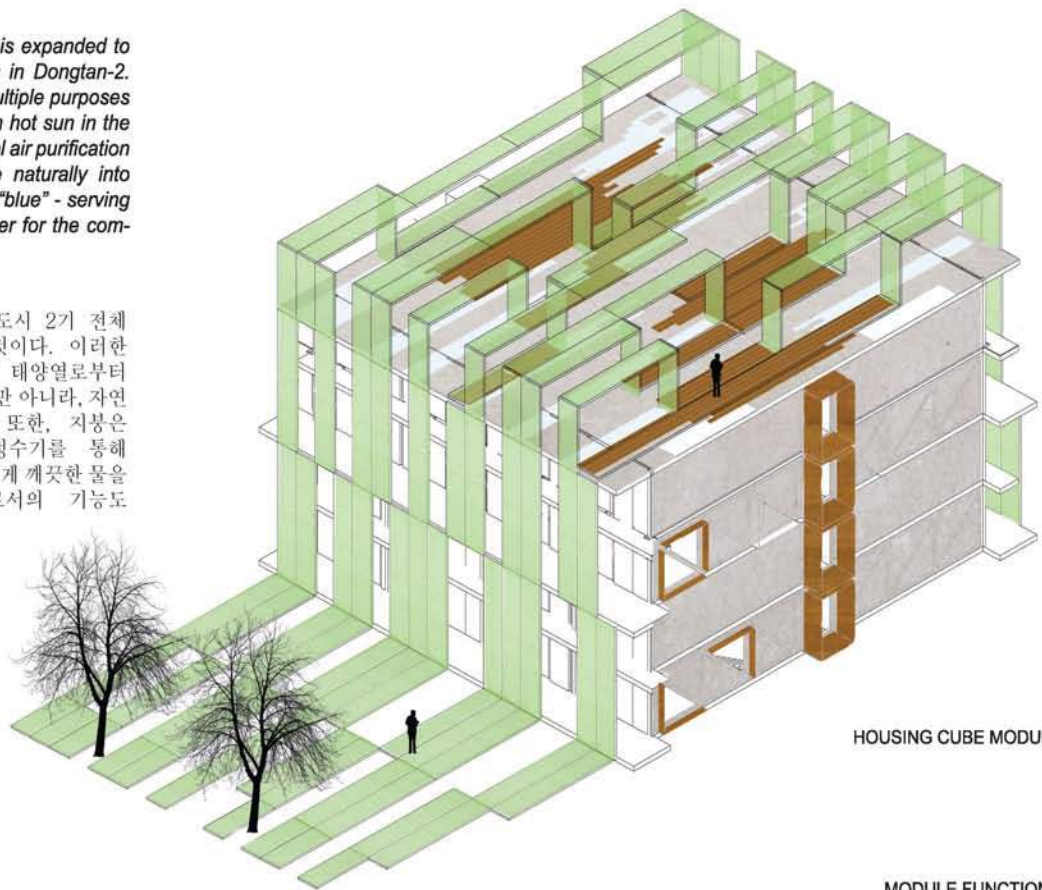 is expanded to
in Dongtan-2.
ultiple purposes
hot sun in the
al air purification
naturally into
"blue" - serving
er for the com-
도시 2기 전체
것이다. 이러한
태양열로부터
만 아니라, 자연
또한, 지붕은
정수기를 통해
게 깨끗한 물을
로서의 기능도
HOUSING CUBE MODU
MODULE FUNCTION